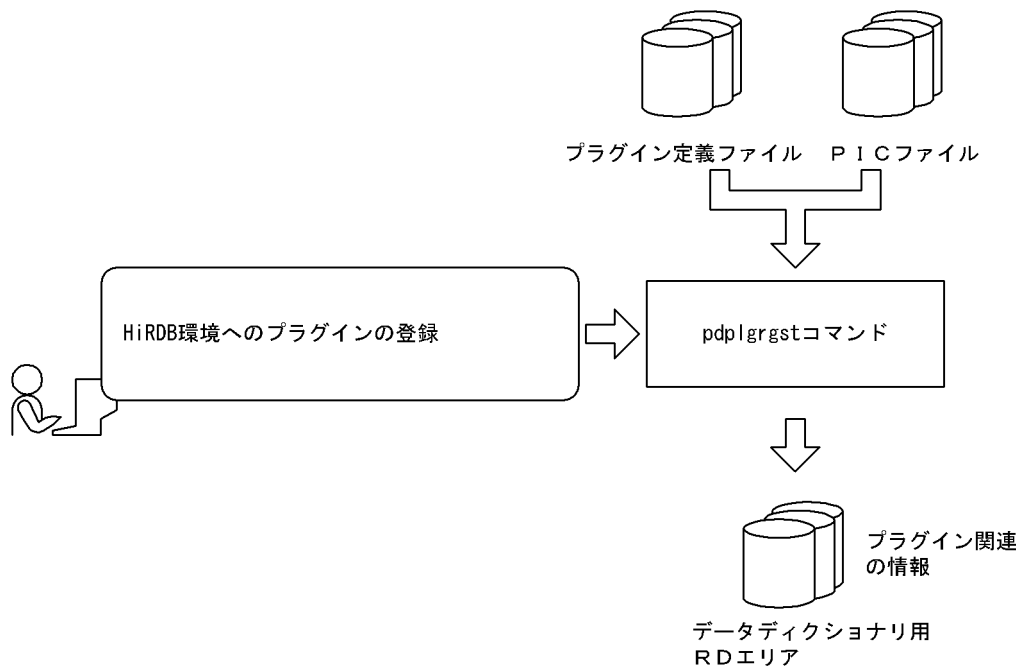 プラグイン定義ファイル ＰＩＣファイル
HiRDB環境へのプラグインの登録
pdplgrgstコマンド
プラグイン関連
の情報
データディクショナリ用
ＲＤエリア